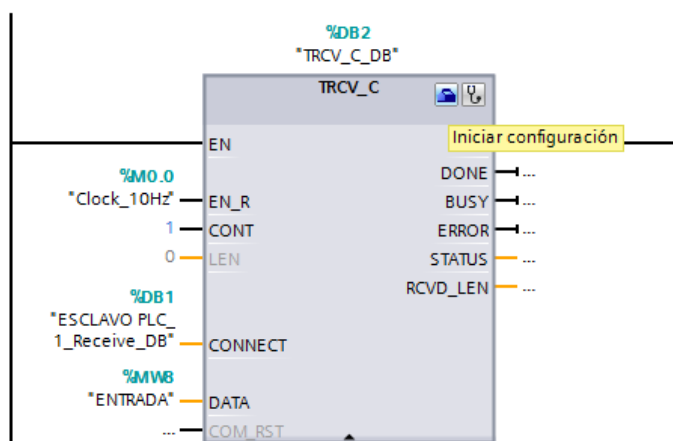 %DB2
"TRCV_C_DB"
TRCV_C
EN
Iniciar configuración
DONE
...
%M0.0
"Clock_10Hz"
EN_R
BUSY
...
1
CONT
ERROR
...
0
LEN
STATUS
...
RCVD_LEN
...
%DB1
"ESCLAVO PLC_
1_Receive_DB"
CONNECT
%MW8
"ENTRADA"
DATA
...
COM_RST